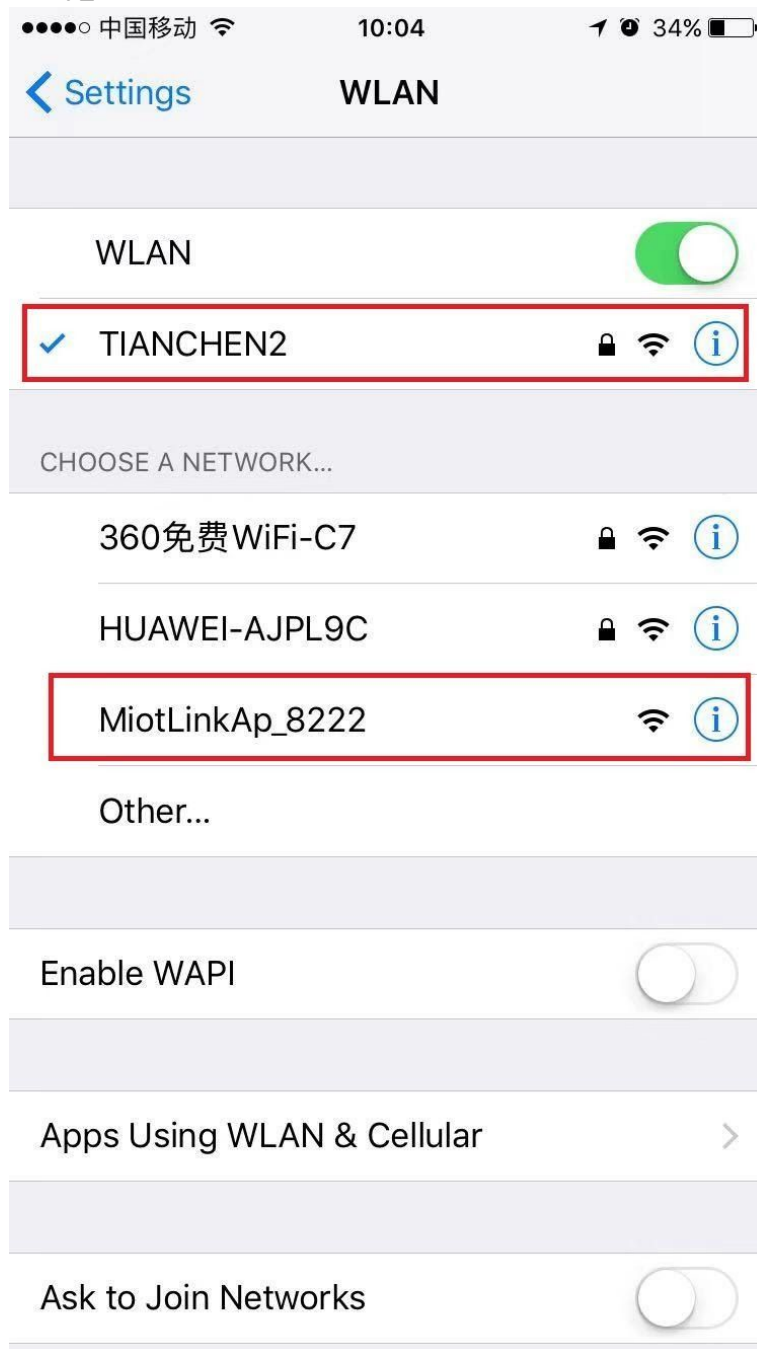 中国移动 10:04 34%
Settings WLAN
WLAN
TIANCHEN2
CHOOSE A NETWORK...
360免费WiFi-C7
HUAWEI-AJPL9C
MiotLinkAp_8222
Other...
Enable WAPI
Apps Using WLAN & Cellular
Ask to Join Networks